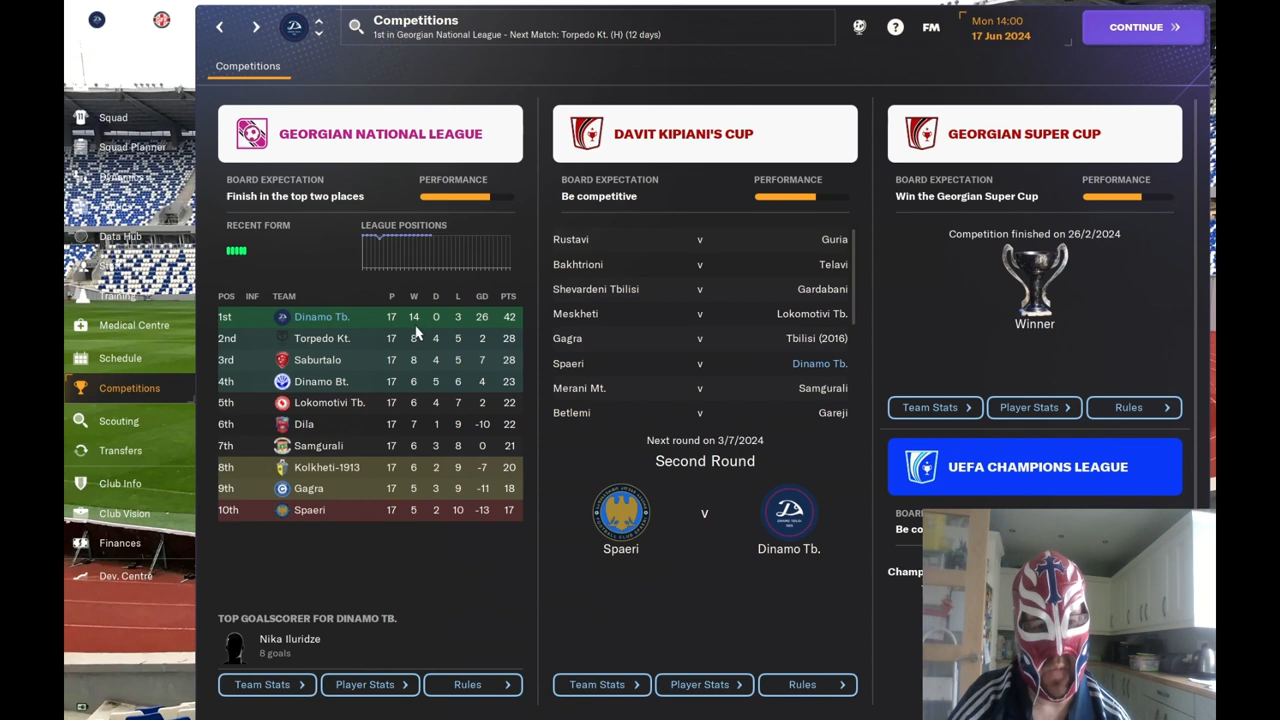 Competitions
1st in Georgian National League - Next Match: Torpedo Kt. (H) (12 days)
FM
Mon 14:00
17 Jun 2024
CONTINUE
Competitions
Squad
Squad Planner
Data Hub
Training
Medical Centre
Schedule
Competitions
Scouting
Transfers
Club Info
Club Vision
Finances
Dev. Centre
GEORGIAN NATIONAL LEAGUE
BOARD EXPECTATION PERFORMANCE
Finish in the top two places
RECENT FORM LEAGUE POSITIONS
POS INF TEAM P W D L GD PTS
1st Dinamo Tb. 17 14 0 3 26 42
2nd Torpedo Kt. 17 8 4 5 2 28
3rd Saburtalo 17 8 4 5 7 28
4th Dinamo Bt. 17 6 5 6 4 23
5th Lokomotivi Tb. 17 6 4 7 2 22
6th Dila 17 7 1 9 -10 22
7th Samgurali 17 6 3 8 0 21
8th Kolkheti-1913 17 6 2 9 -7 20
9th Gagra 17 5 3 9 -11 18
10th Spaeri 17 5 2 10 -13 17
TOP GOALSCORER FOR DINAMO TB.
Nika Iluridze
8 goals
Team Stats Player Stats Rules
DAVIT KIPIANI'S CUP
BOARD EXPECTATION PERFORMANCE
Be competitive
Rustavi v Guria
Bakhtrioni v Telavi
Shevardeni Tbilisi v Gardabani
Meskheti v Lokomotivi Tb.
Gagra v Tbilisi (2016)
Spaeri v Dinamo Tb.
Merani Mt. v Samgurali
Betlemi v Gareji
Next round on 3/7/2024
Second Round
v
Spaeri Dinamo Tb.
Team Stats Player Stats Rules
GEORGIAN SUPER CUP
BOARD EXPECTATION PERFORMANCE
Win the Georgian Super Cup
Competition finished on 26/2/2024
Winner
Team Stats Player Stats Rules
UEFA CHAMPIONS LEAGUE
BOARD
Be co
Champ